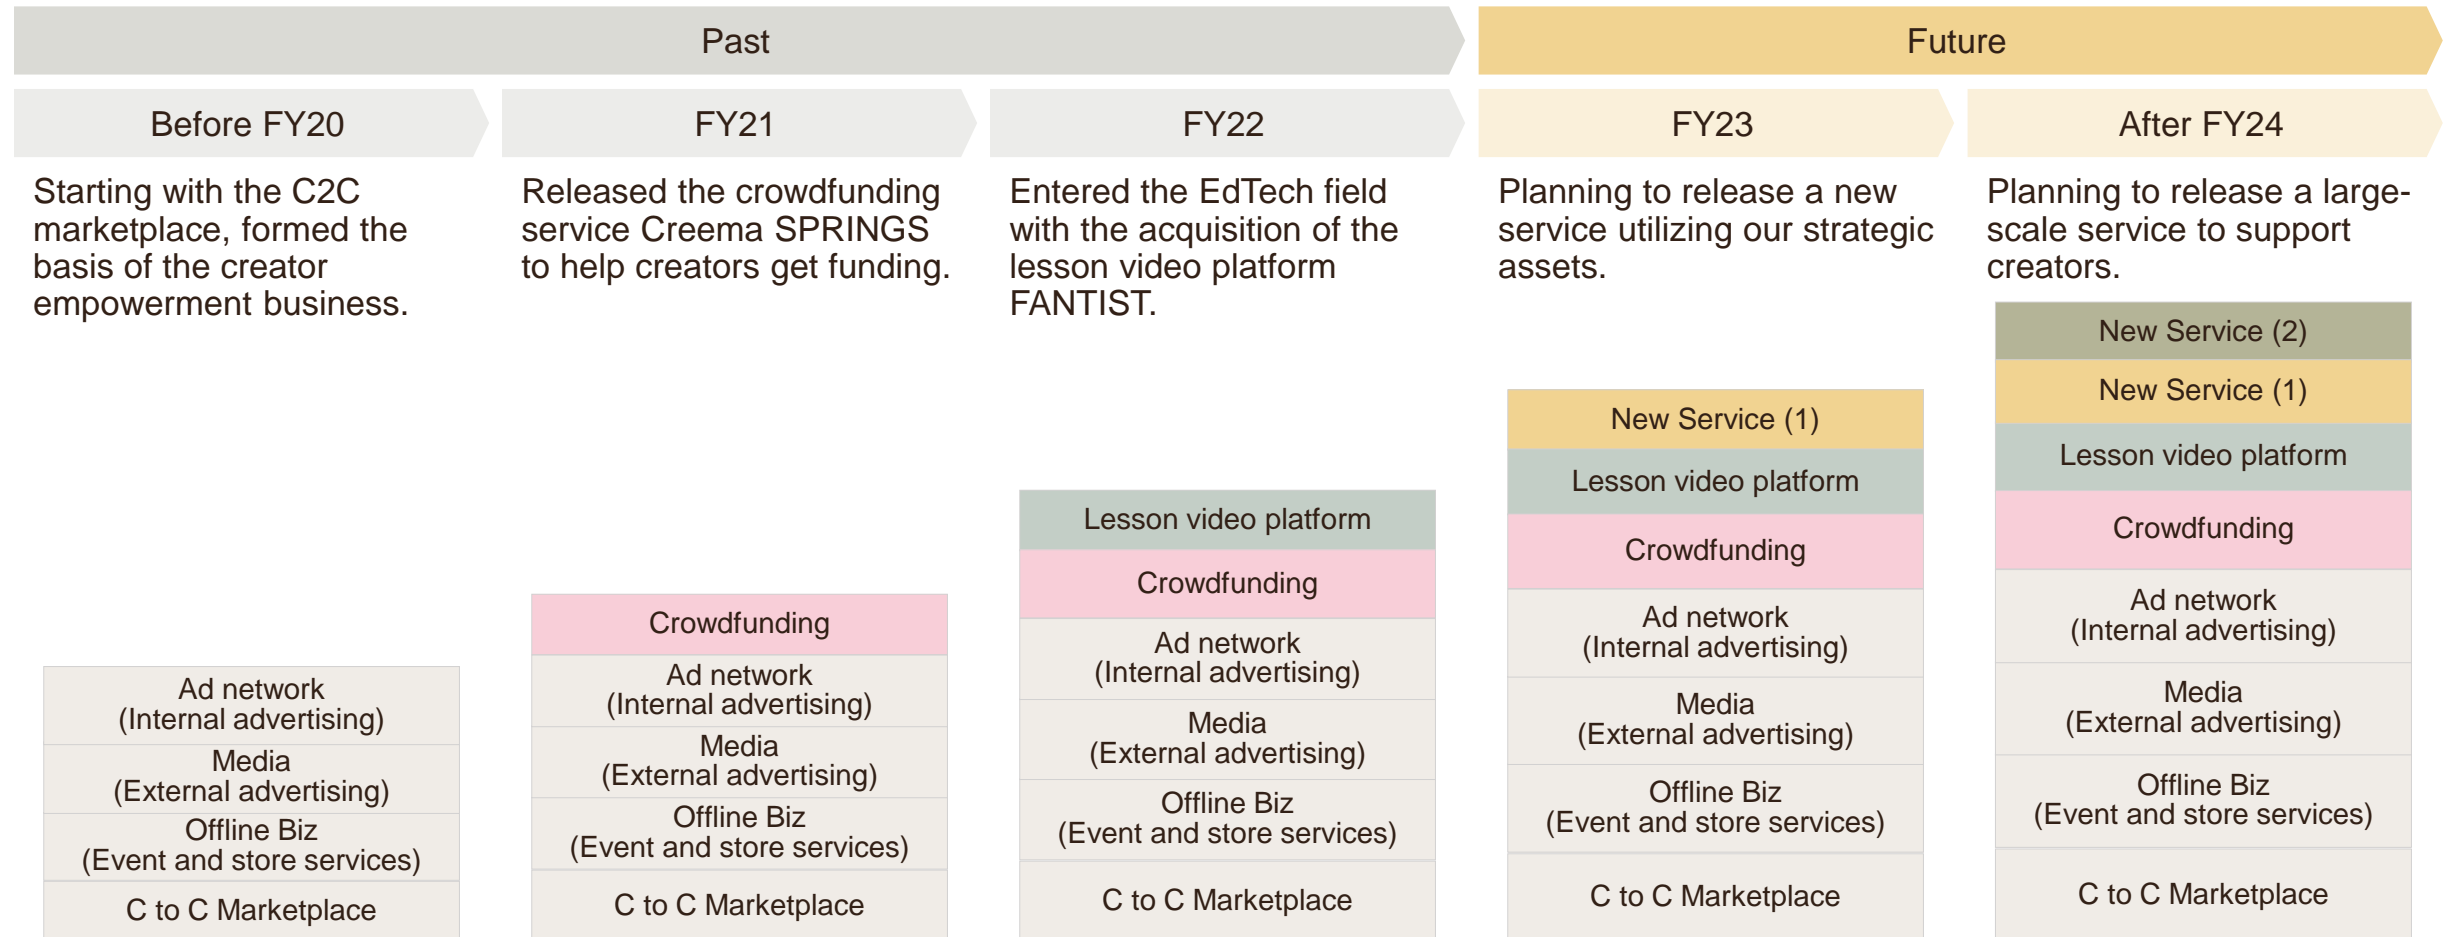 Past
Future
Before FY20
FY21
FY22
FY23
After FY24
Starting with the C2C
marketplace, formed the
basis of the creator
empowerment business.
Released the crowdfunding
service Creema SPRINGS
to help creators get funding.
Entered the EdTech field
with the acquisition of the
lesson video platform
FANTIST.
Planning to release a new
service utilizing our strategic
assets.
Planning to release a large-
scale service to support
creators.
Ad network
(Internal advertising)
Media
(External advertising)
Offline Biz
(Event and store services)
C to C Marketplace
Crowdfunding
Ad network
(Internal advertising)
Media
(External advertising)
Offline Biz
(Event and store services)
C to C Marketplace
Lesson video platform
Crowdfunding
Ad network
(Internal advertising)
Media
(External advertising)
Offline Biz
(Event and store services)
C to C Marketplace
New Service (1)
Lesson video platform
Crowdfunding
Ad network
(Internal advertising)
Media
(External advertising)
Offline Biz
(Event and store services)
C to C Marketplace
New Service (2)
New Service (1)
Lesson video platform
Crowdfunding
Ad network
(Internal advertising)
Media
(External advertising)
Offline Biz
(Event and store services)
C to C Marketplace